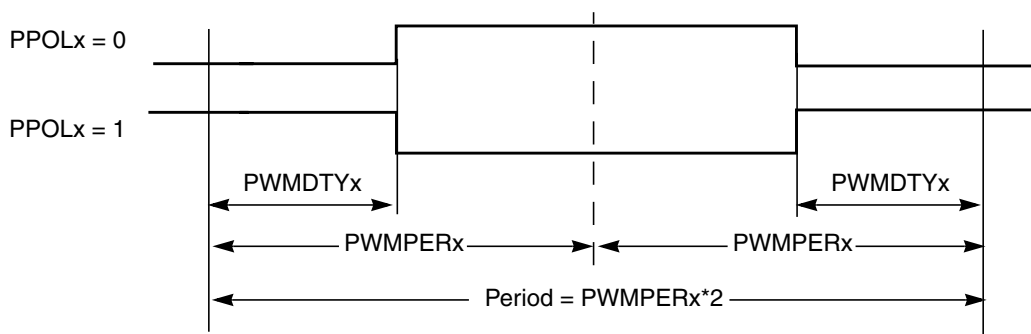 PPOLx = 0
PPOLx = 1
PWMDTYx
PWMDTYx
PWMPERx
PWMPERx
Period = PWMPERx*2